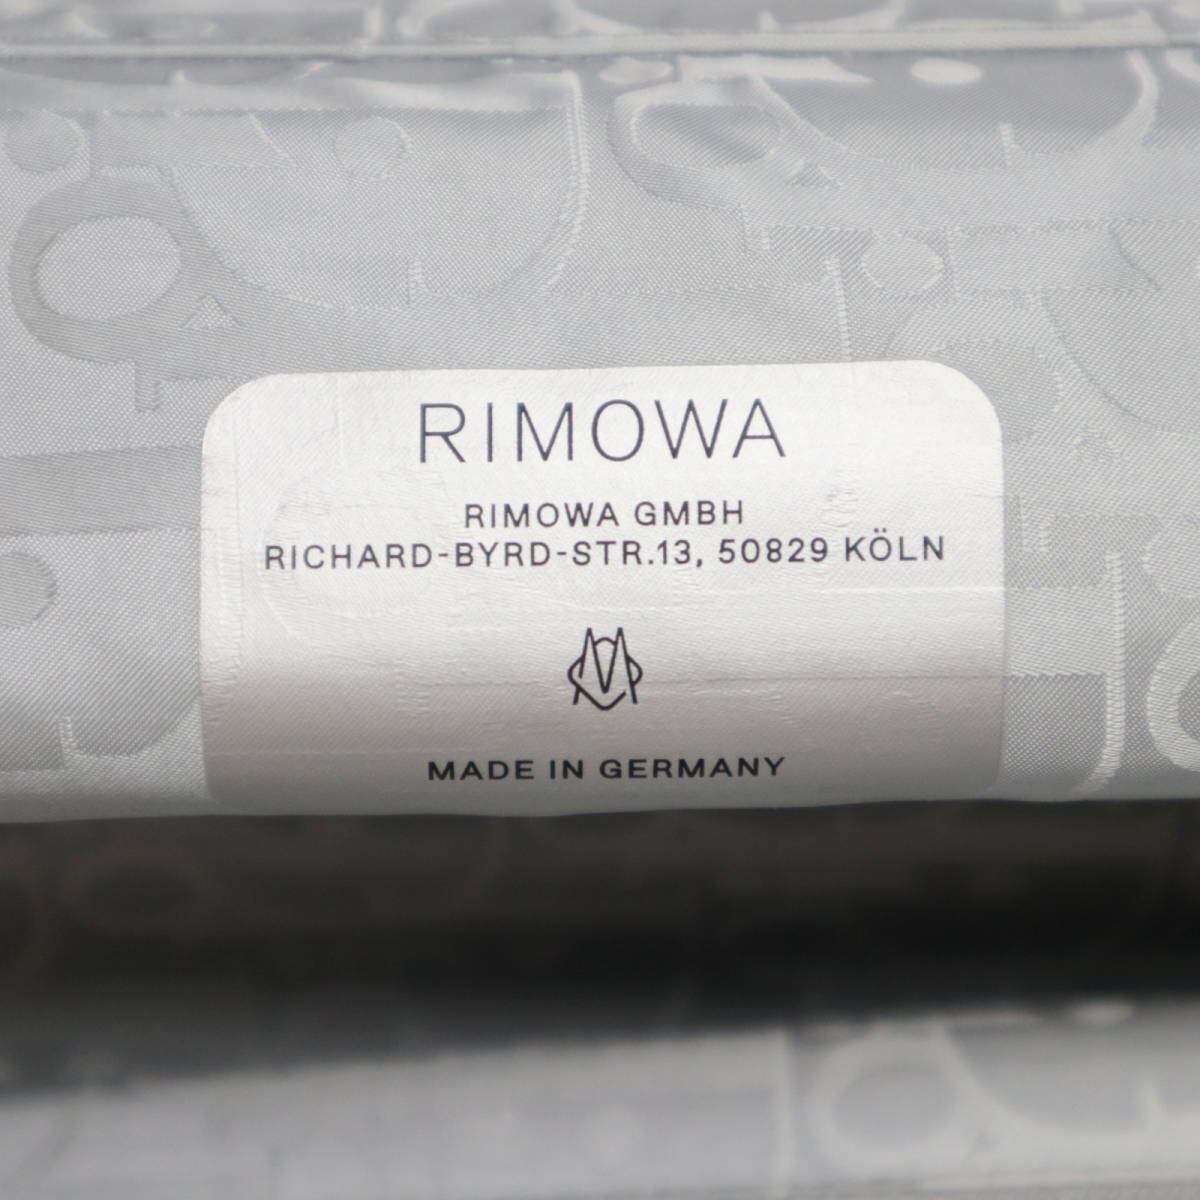 RIMOWA
RIMOWA GMBH
RICHARD-BYRD-STR.13, 50829 KÖLN
MADE IN GERMANY